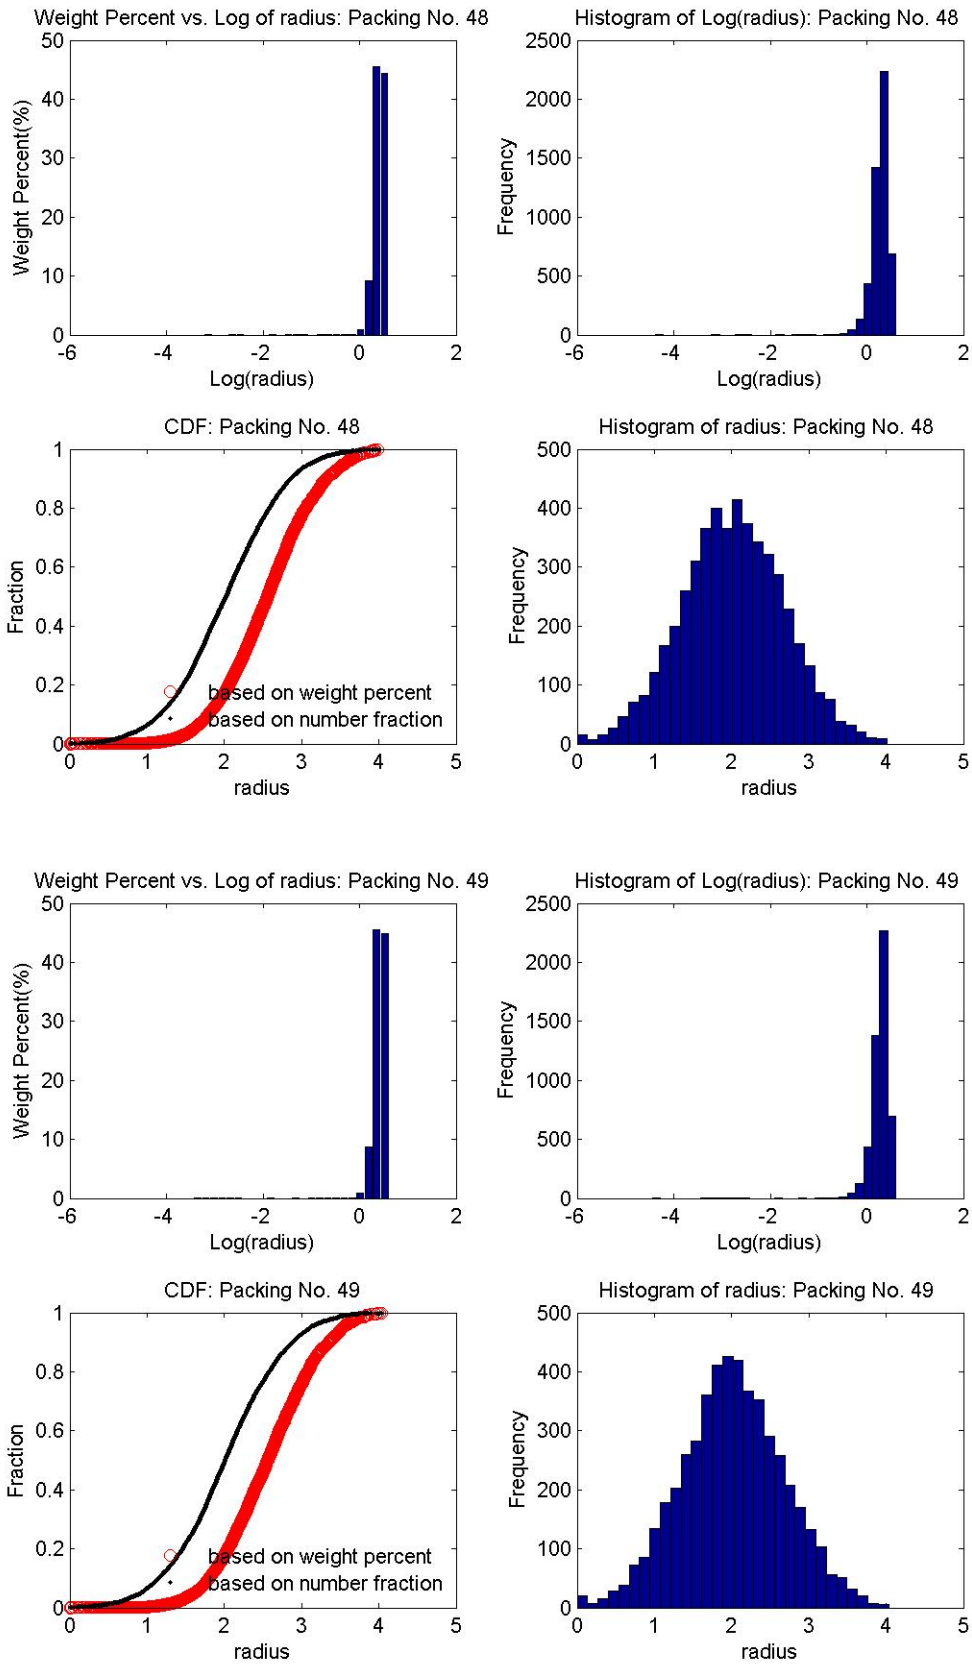 Weight Percent vs. Log of radius: Packing No. 48
50
40
30
20
10
0
Weight Percent(%)
-6 -4 -2 0 2
Log(radius)
Histogram of Log(radius): Packing No. 48
2500
2000
1500
1000
500
0
Frequency
-6 -4 -2 0 2
Log(radius)
CDF: Packing No. 48
1
0.8
0.6
0.4
0.2
0
Fraction
based on weight percent
based on number fraction
0 1 2 3 4 5
radius
Histogram of radius: Packing No. 48
500
400
300
200
100
0
Frequency
0 1 2 3 4 5
radius
Weight Percent vs. Log of radius: Packing No. 49
50
40
30
20
10
0
Weight Percent(%)
-6 -4 -2 0 2
Log(radius)
Histogram of Log(radius): Packing No. 49
2500
2000
1500
1000
500
0
Frequency
-6 -4 -2 0 2
Log(radius)
CDF: Packing No. 49
1
0.8
0.6
0.4
0.2
0
Fraction
based on weight percent
based on number fraction
0 1 2 3 4 5
radius
Histogram of radius: Packing No. 49
500
400
300
200
100
0
Frequency
0 1 2 3 4 5
radius